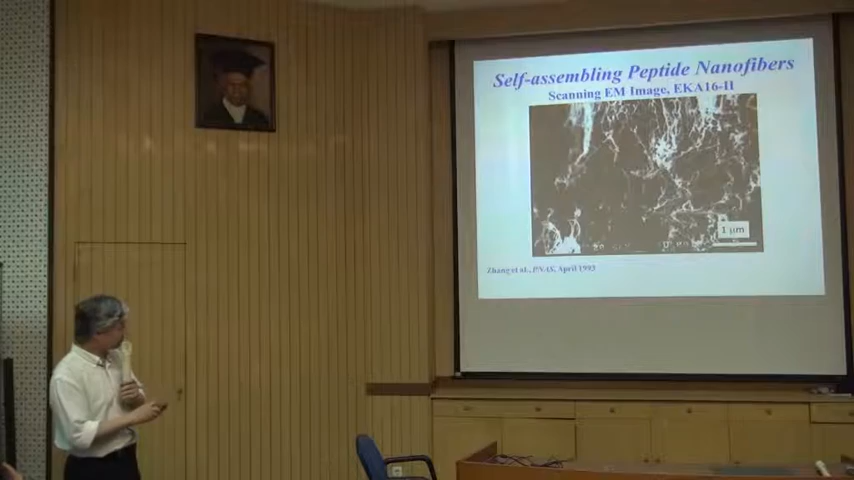 Self-assembling Peptide Nanofibers
Scanning EM Image, EKA16-II
1 μm
Zhang et al., PNAS, April 1993